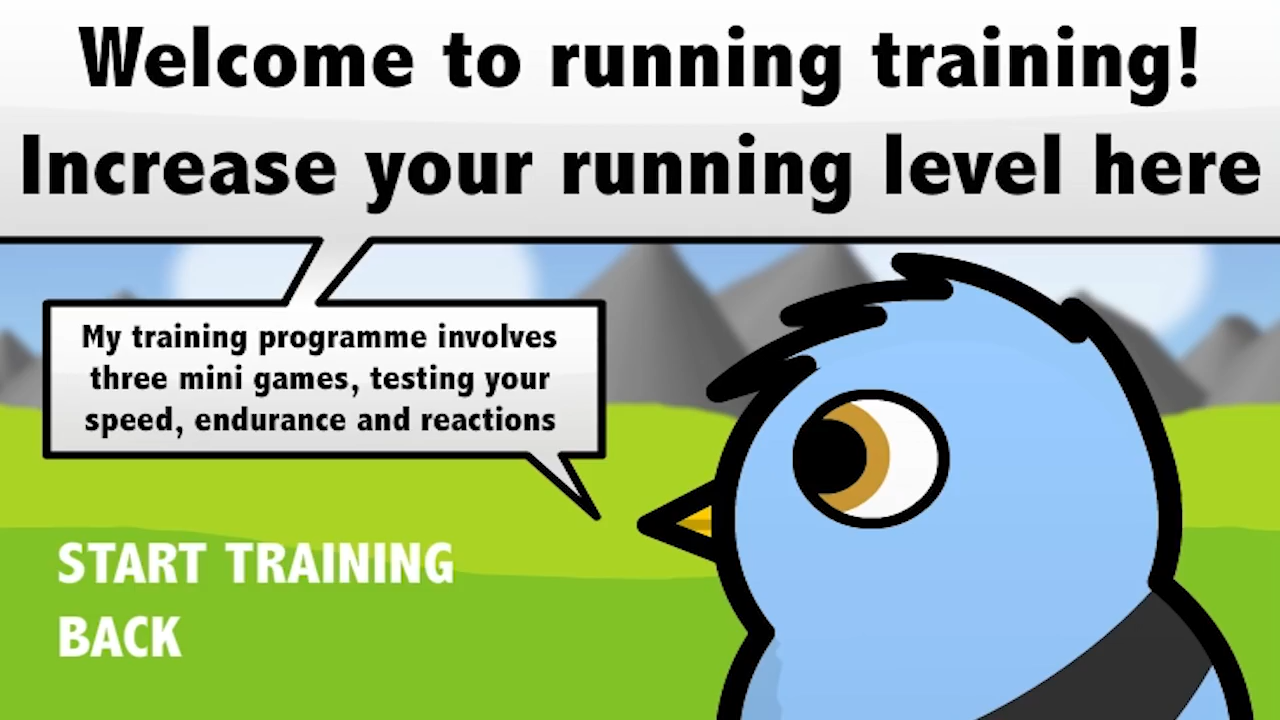 Welcome to running training!
Increase your running level here
My training programme involves
three mini games, testing your
speed, endurance and reactions
START TRAINING
BACK